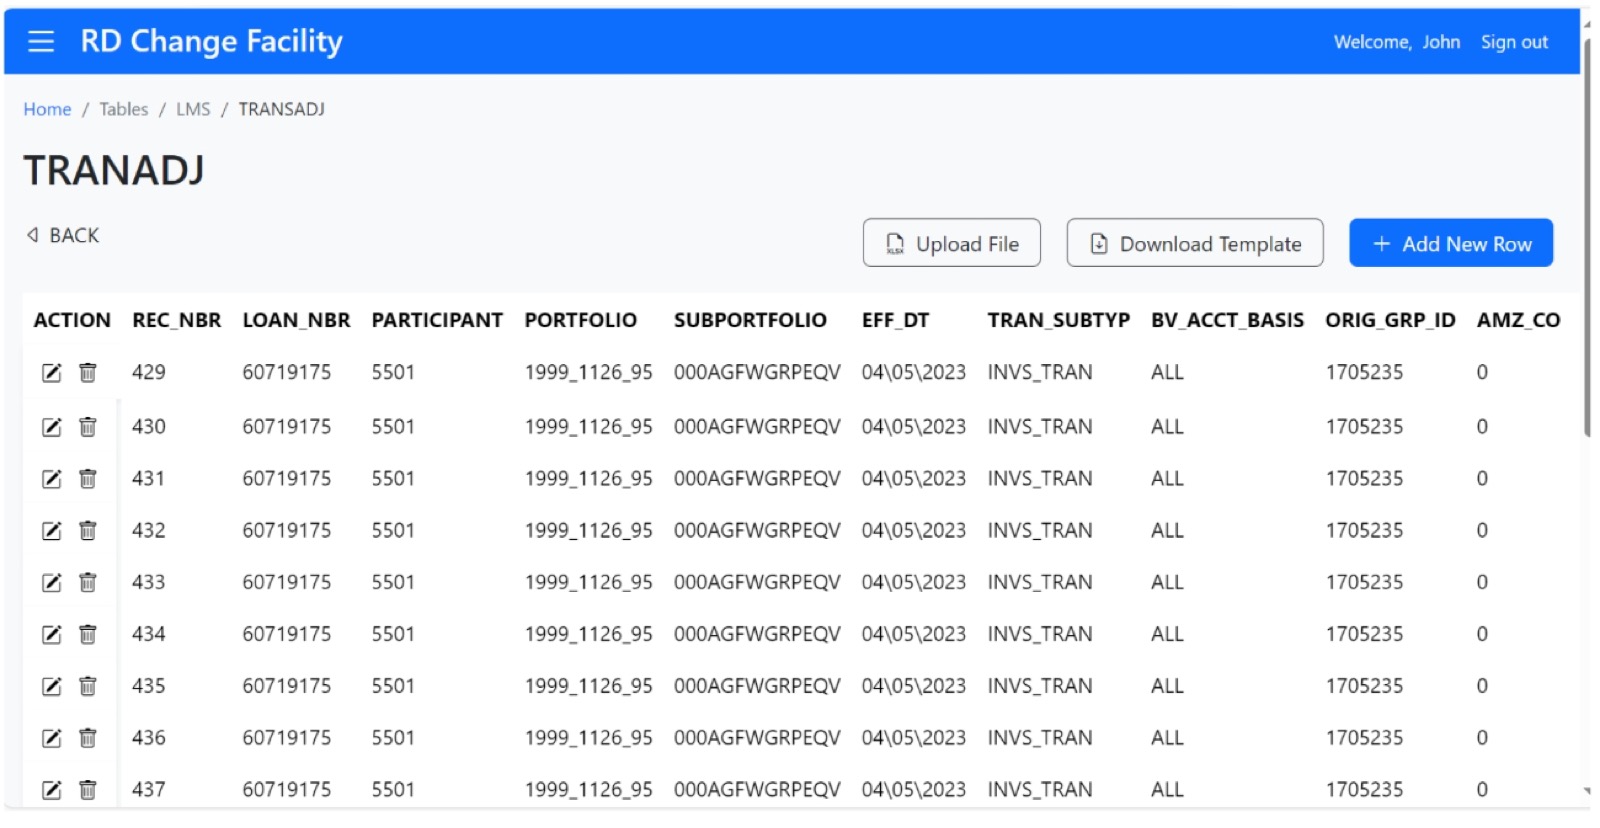 RD Change Facility Welcome, John Sign out
Home / Tables / LMS / TRANSADJ
TRANADJ
BACK
XLSX Upload File Download Template + Add New Row
ACTION REC_NBR LOAN_NBR PARTICIPANT PORTFOLIO SUBPORTFOLIO EFF_DT TRAN_SUBTYP BV_ACCT_BASIS ORIG_GRP_ID AMZ_CO
429 60719175 5501 1999_1126_95 000AGFWGRPEQV 04\05\2023 INVS_TRAN ALL 1705235 0
430 60719175 5501 1999_1126_95 000AGFWGRPEQV 04\05\2023 INVS_TRAN ALL 1705235 0
431 60719175 5501 1999_1126_95 000AGFWGRPEQV 04\05\2023 INVS_TRAN ALL 1705235 0
432 60719175 5501 1999_1126_95 000AGFWGRPEQV 04\05\2023 INVS_TRAN ALL 1705235 0
433 60719175 5501 1999_1126_95 000AGFWGRPEQV 04\05\2023 INVS_TRAN ALL 1705235 0
434 60719175 5501 1999_1126_95 000AGFWGRPEQV 04\05\2023 INVS_TRAN ALL 1705235 0
435 60719175 5501 1999_1126_95 000AGFWGRPEQV 04\05\2023 INVS_TRAN ALL 1705235 0
436 60719175 5501 1999_1126_95 000AGFWGRPEQV 04\05\2023 INVS_TRAN ALL 1705235 0
437 60719175 5501 1999_1126_95 000AGFWGRPEQV 04\05\2023 INVS_TRAN ALL 1705235 0